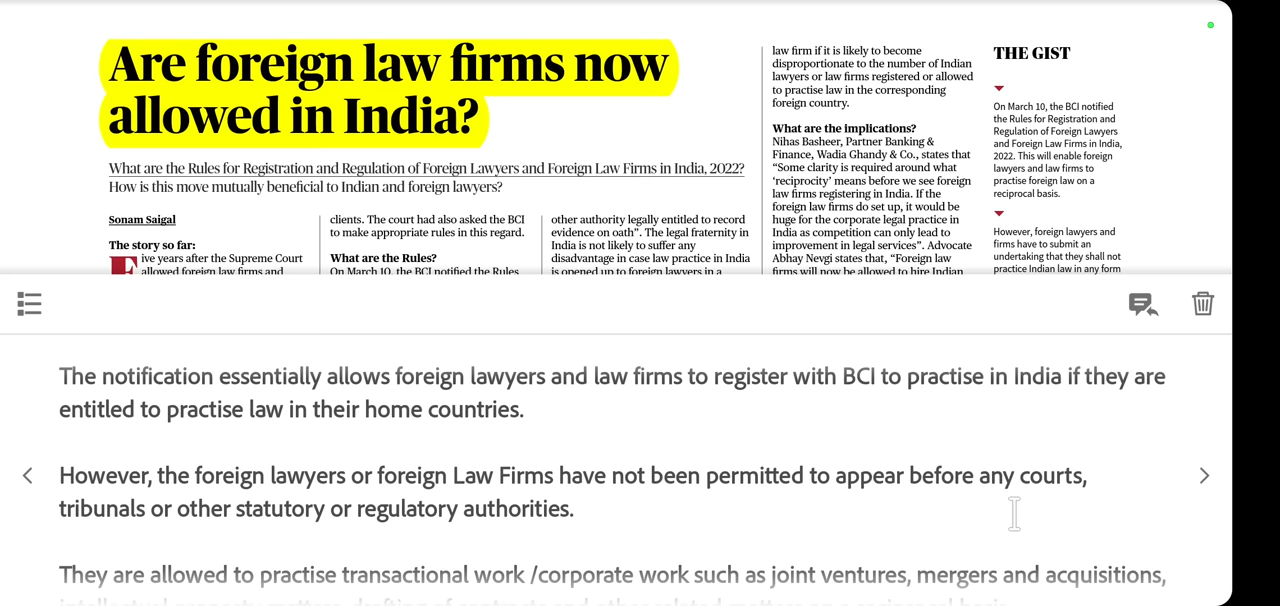 Are foreign law firms now
allowed in India?
What are the Rules for Registration and Regulation of Foreign Lawyers and Foreign Law Firms in India, 2022?
How is this move mutually beneficial to Indian and foreign lawyers?
Sonam Saigal
The story so far:
Five years after the Supreme Court
allowed foreign law firms and
clients. The court had also asked the BCI
to make appropriate rules in this regard.
What are the Rules?
On March 10, the BCI notified the Rules
other authority legally entitled to record
evidence on oath”. The legal fraternity in
India is not likely to suffer any
disadvantage in case law practice in India
is opened up to foreign lawyers in a
law firm if it is likely to become
disproportionate to the number of Indian
lawyers or law firms registered or allowed
to practise law in the corresponding
foreign country.
What are the implications?
Nihas Basheer, Partner Banking &
Finance, Wadia Ghandy & Co., states that
“Some clarity is required around what
‘reciprocity’ means before we see foreign
law firms registering in India. If the
foreign law firms do set up, it would be
huge for the corporate legal practice in
India as competition can only lead to
improvement in legal services”. Advocate
Abhay Nevgi states that, “Foreign law
firms will now be allowed to hire Indian
THE GIST
On March 10, the BCI notified
the Rules for Registration and
Regulation of Foreign Lawyers
and Foreign Law Firms in India,
2022. This will enable foreign
lawyers and law firms to
practise foreign law on a
reciprocal basis.
However, foreign lawyers and
firms have to submit an
undertaking that they shall not
practice Indian law in any form
The notification essentially allows foreign lawyers and law firms to register with BCI to practise in India if they are
entitled to practise law in their home countries.
However, the foreign lawyers or foreign Law Firms have not been permitted to appear before any courts,
tribunals or other statutory or regulatory authorities.
They are allowed to practise transactional work /corporate work such as joint ventures, mergers and acquisitions,
intellectual property matters, drafting of contracts and other related matters on a reciprocal basis.